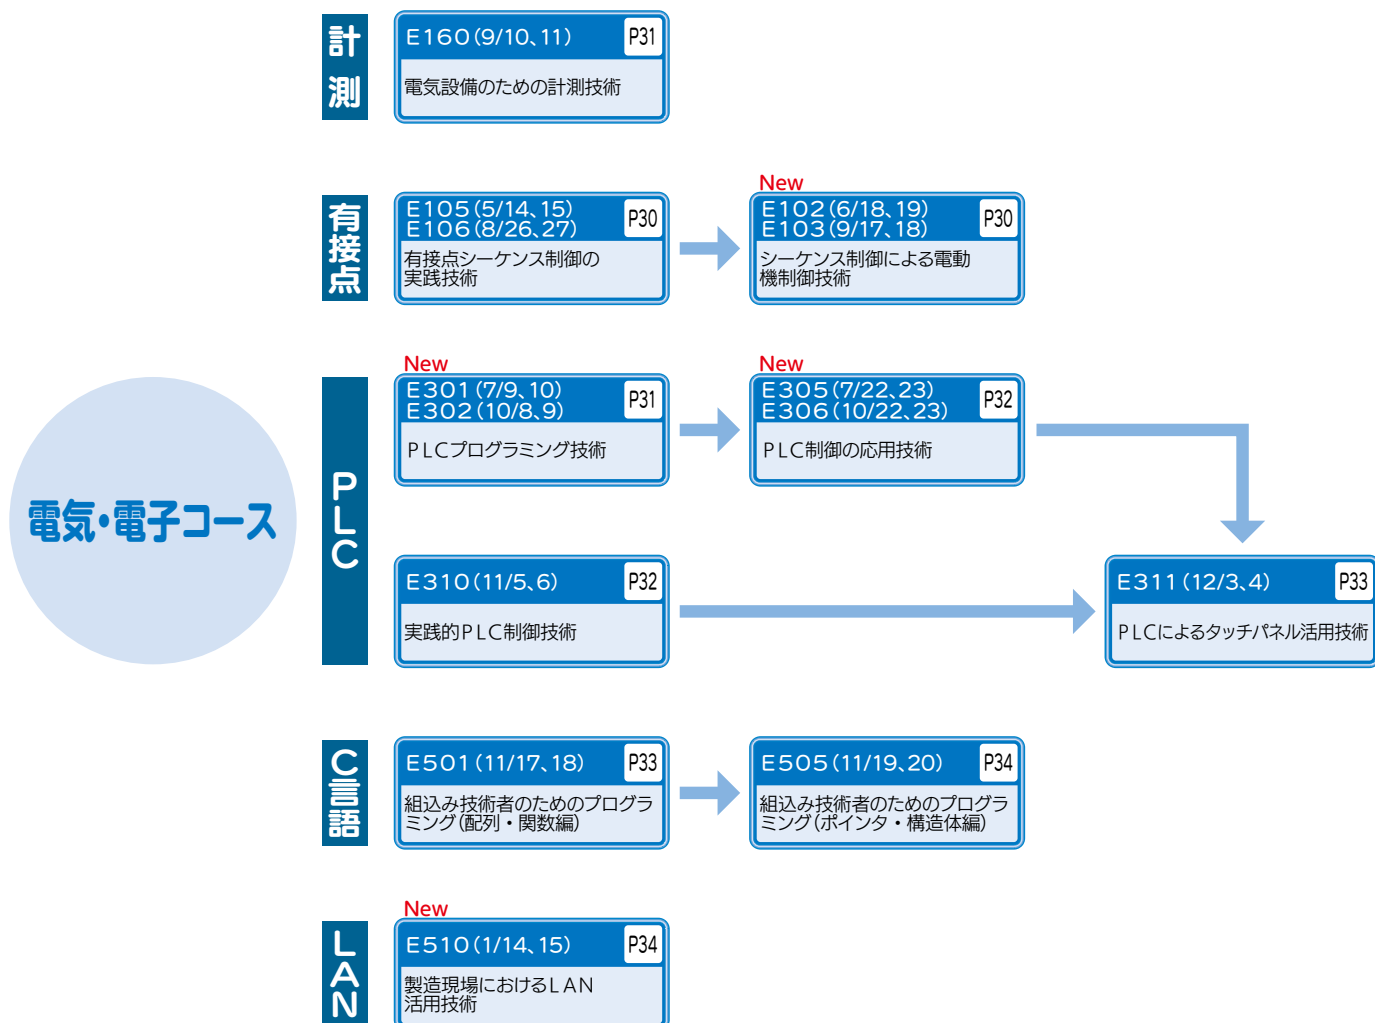 電気・電子コース
計測
E160(9/10、11)
P31
電気設備のための計測技術
有接点
E105(5/14、15)
E106(8/26、27)
P30
有接点シーケンス制御の
実践技術
New
E102(6/18、19)
E103(9/17、18)
P30
シーケンス制御による電動
機制御技術
PLC
New
E301(7/9、10)
E302(10/8、9)
P31
PLCプログラミング技術
New
E305(7/22、23)
E306(10/22、23)
P32
PLC制御の応用技術
E310(11/5、6)
P32
実践的PLC制御技術
E311(12/3、4)
P33
PLCによるタッチパネル活用技術
C言語
E501(11/17、18)
P33
組込み技術者のためのプログラ
ミング(配列・関数編)
E505(11/19、20)
P34
組込み技術者のためのプログラ
ミング(ポインタ・構造体編)
LAN
New
E510(1/14、15)
P34
製造現場におけるLAN
活用技術